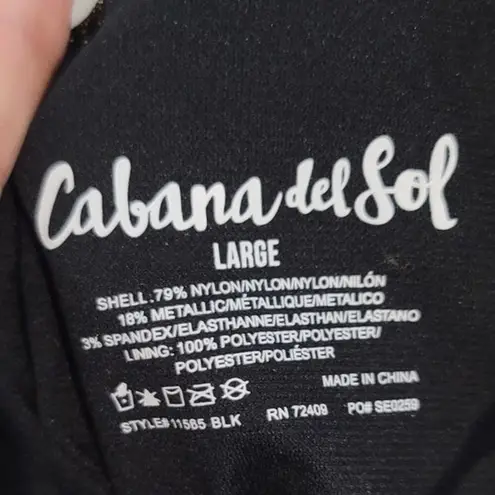 Cabana del Sol
LARGE
SHELL .79% NYLON/NYLON/NYLON/NILÓN
18% METALLIC/MÉTALLIQUE/METALICO
3% SPANDEX/ELASTHANNE/ELASTHAN/ELASTANO
LINING: 100% POLYESTER/POLYESTER/
POLYESTER/POLIÉSTER
MADE IN CHINA
STYLE# 11565 BLK RN 72409 PO# SE0259